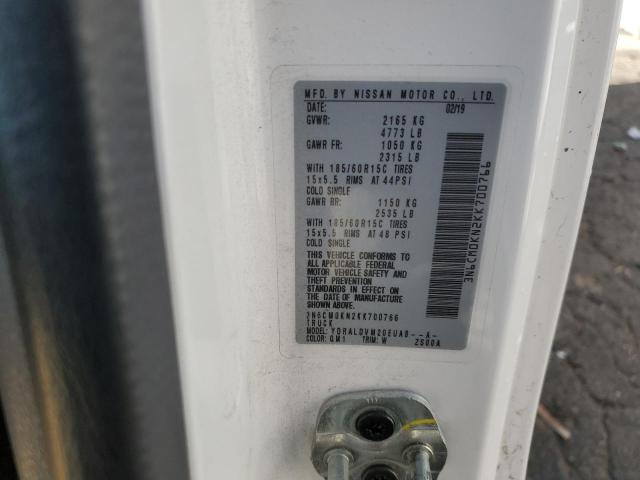 MFD. BY NISSAN MOTOR CO., LTD.
DATE: 02/19
GVWR: 2165 KG
4773 LB
GAWR FR: 1050 KG
2315 LB
WITH 185/60R15C TIRES
15x5.5 RIMS AT 44PSI
COLD SINGLE
GAWR RR: 1150 KG
2535 LB
WITH 185/60R15C TIRES
15x5.5 RIMS AT 48 PSI
COLD SINGLE
THIS VEHICLE CONFORMS TO
ALL APPLICABLE FEDERAL
MOTOR VEHICLE SAFETY AND
THEFT PREVENTION
STANDARDS IN EFFECT ON
THE DATE OF MANUFACTURE
SHOWN ABOVE.
3N6CM0KN2KK700766
TRUCK
MODEL: YDRALDVM20EUAB--A-
COLOR: QM1 TRIM: W 2S00A
3N6CM0KN2KK700766